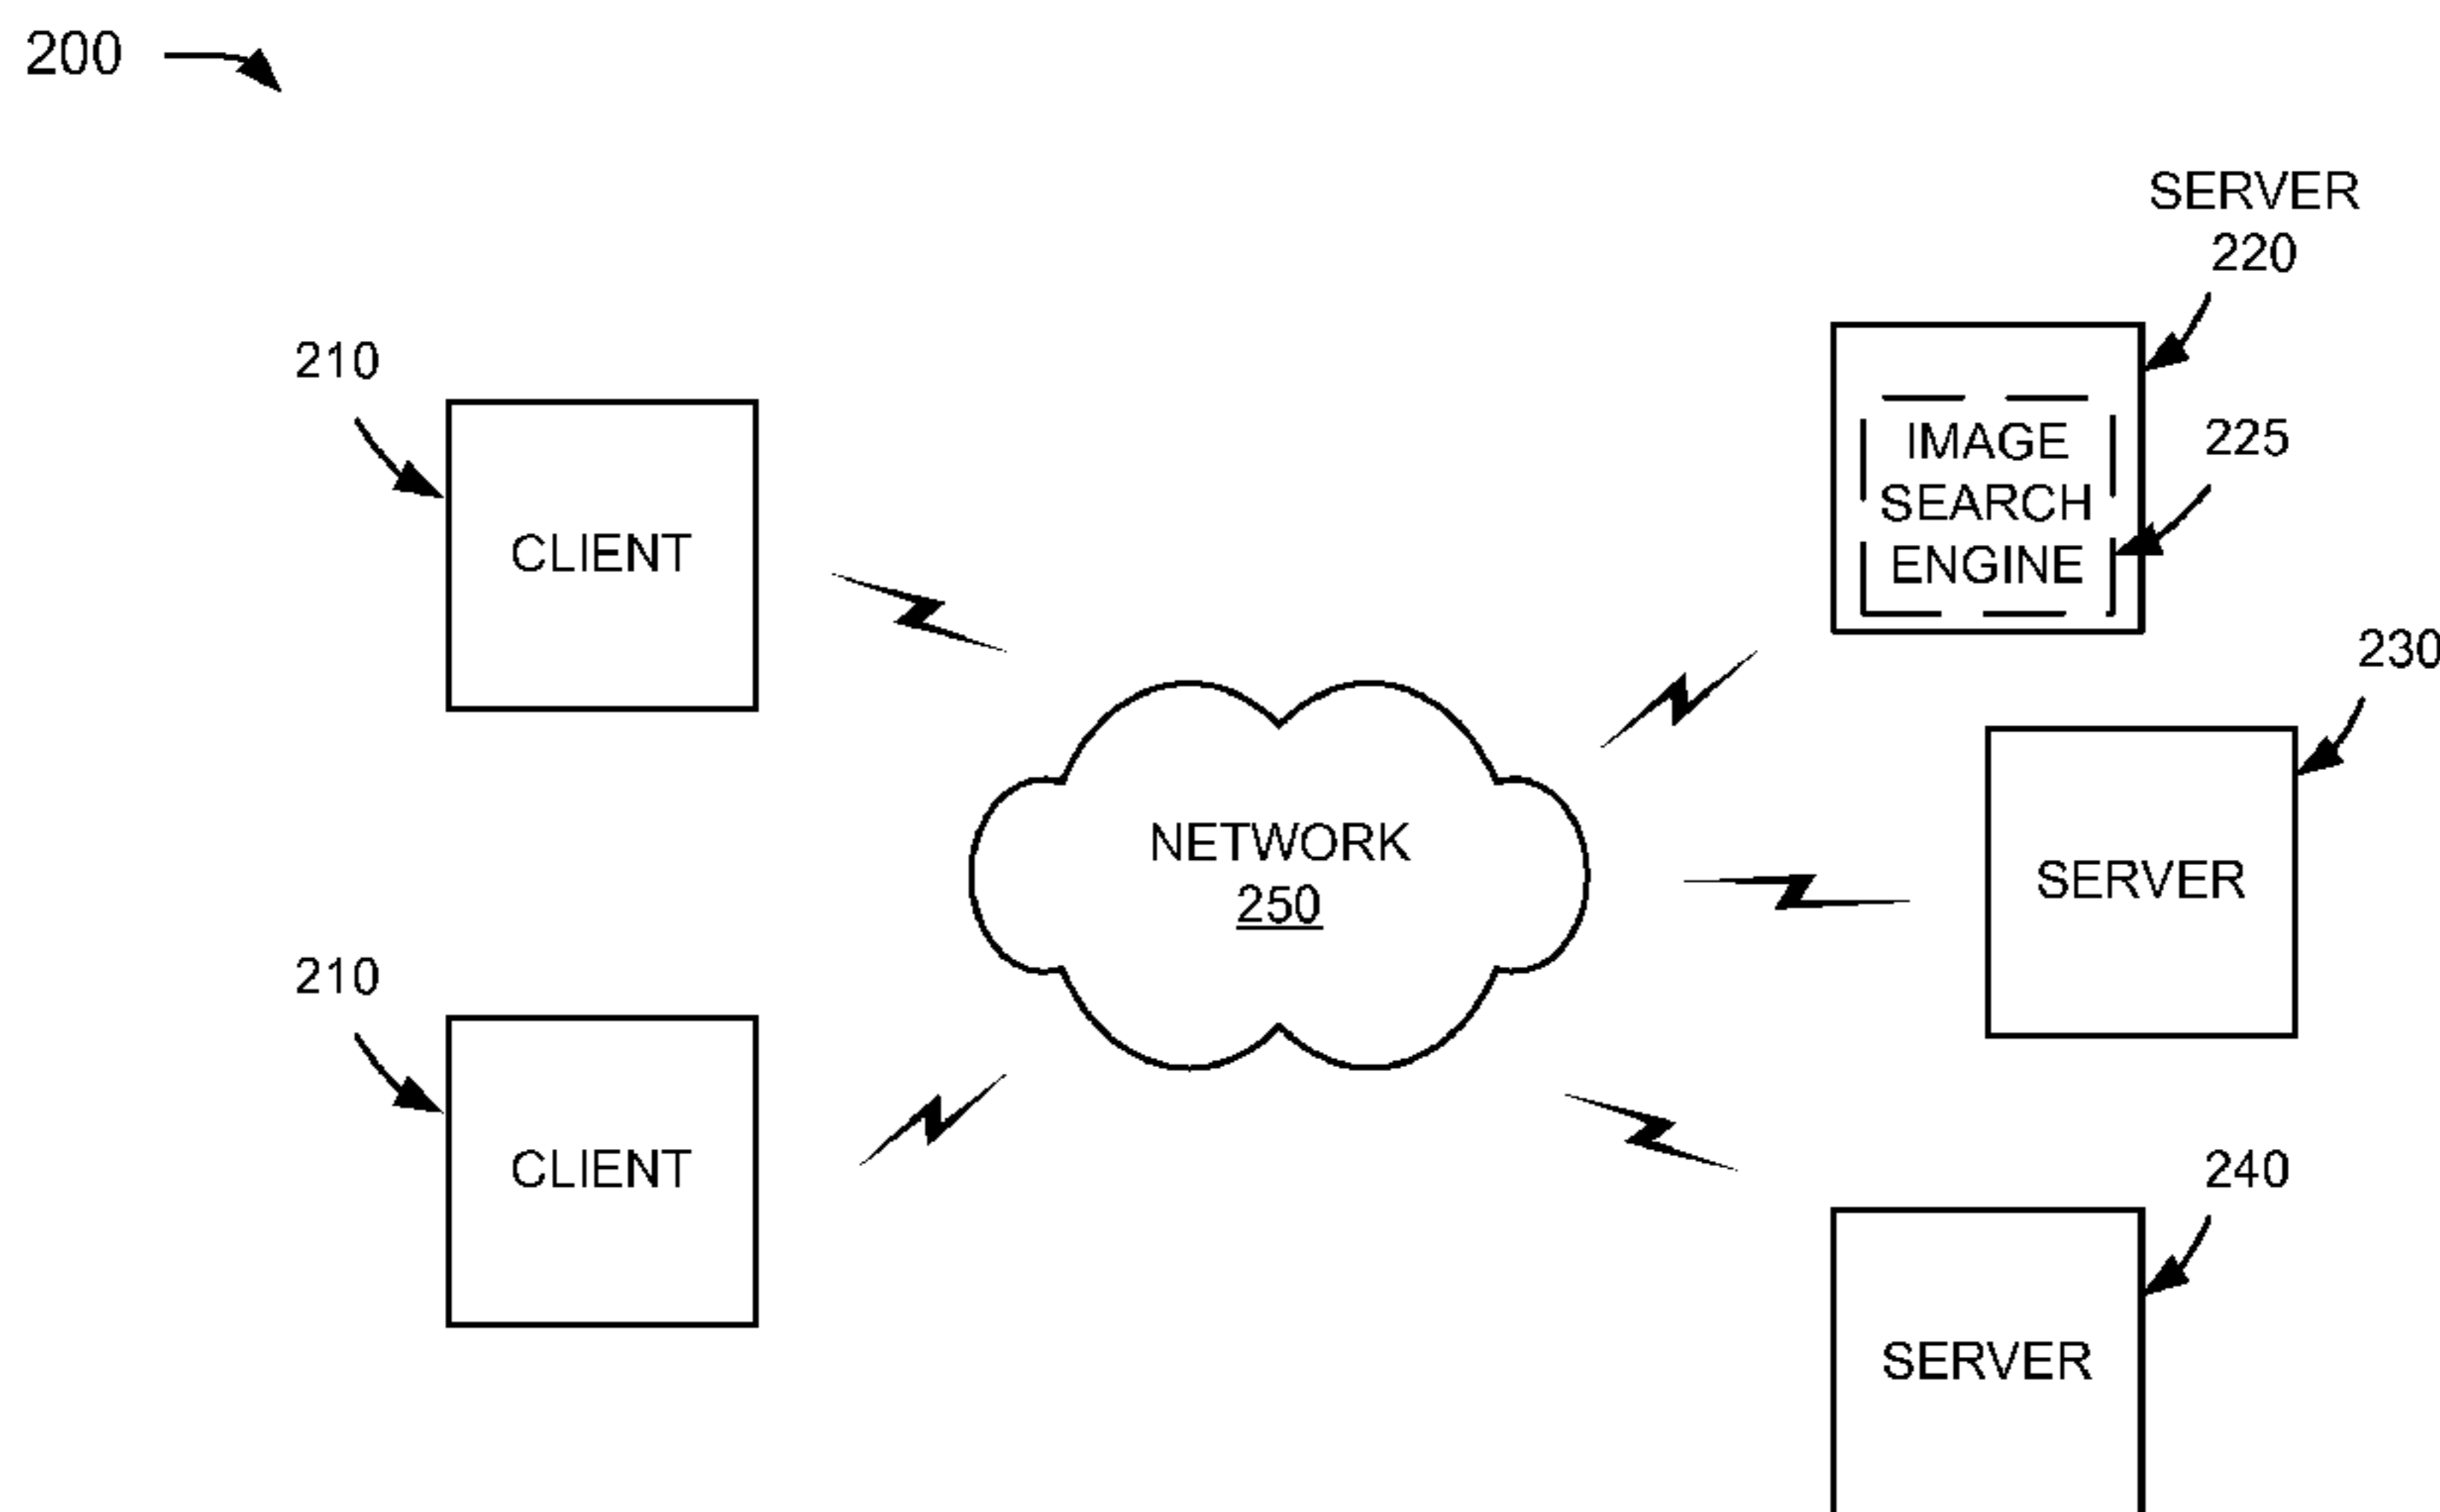 200
SERVER
220
210
CLIENT
IMAGE
SEARCH
ENGINE
225
230
SERVER
NETWORK
250
210
CLIENT
240
SERVER